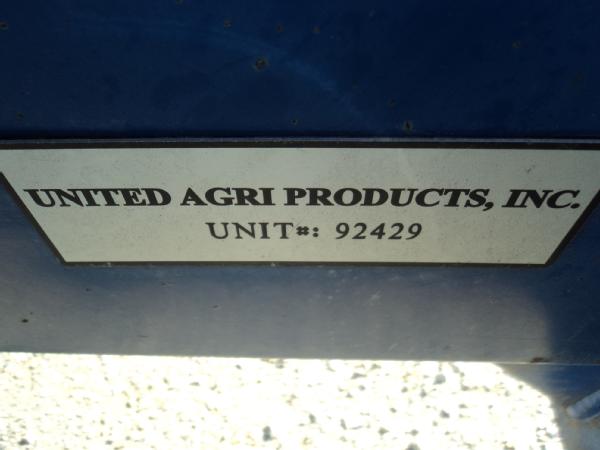 UNITED AGRI PRODUCTS, INC.
UNIT#: 92429